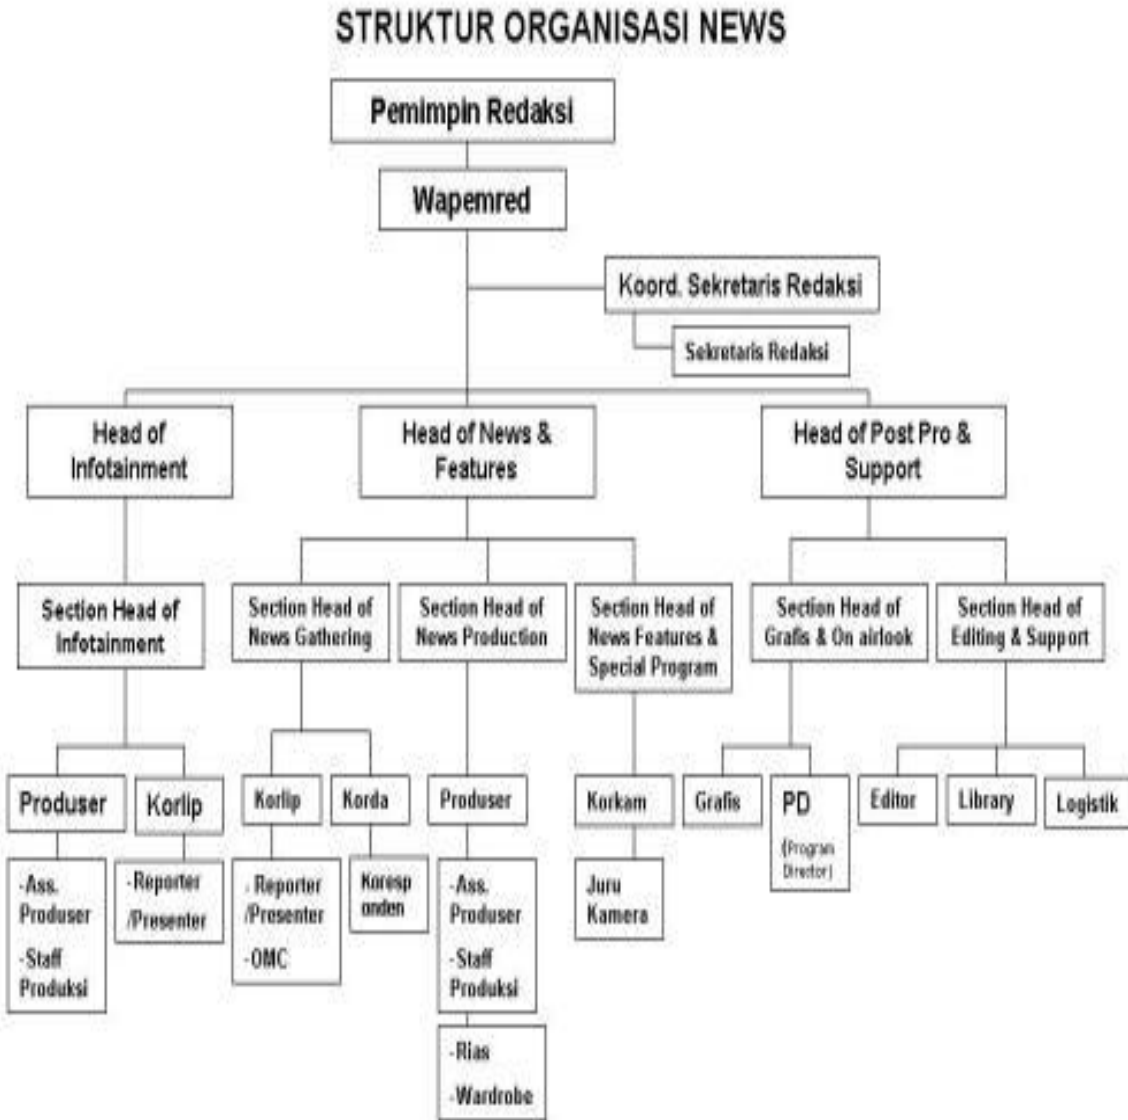 STRUKTUR ORGANISASI NEWS
Pemimpin Redaksi
Wapemred
Koord. Sekretaris Redaksi
Sekretaris Redaksi
Head of
Infotainment
Head of News &
Features
Head of Post Pro &
Support
Section Head of
Infotainment
Section Head of
News Gathering
Section Head of
News Production
Section Head of
News Features &
Special Program
Section Head of
Grafis & On airlook
Section Head of
Editing & Support
Produser
Korlip
Korlip
Korda
Produser
Korkam
Grafis
PD
(Program
Director)
Editor
Library
Logistik
-Ass.
Produser
-Staff
Produksi
-Reporter
/Presenter
- Reporter
/Presenter
-OMC
Koresp
onden
-Ass.
Produser
-Staff
Produksi
-Rias
-Wardrobe
Juru
Kamera